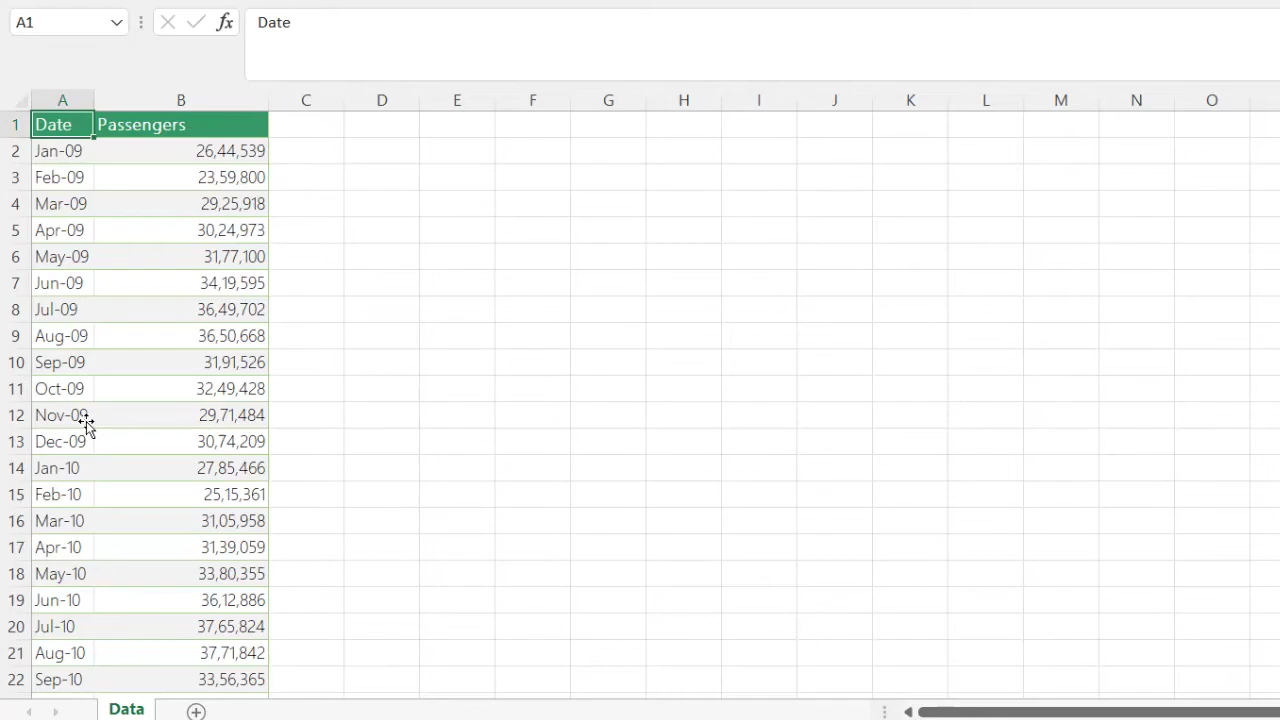 A1 fx Date
A B C D E F G H I J K L M N O
1 Date Passengers
2 Jan-09 26,44,539
3 Feb-09 23,59,800
4 Mar-09 29,25,918
5 Apr-09 30,24,973
6 May-09 31,77,100
7 Jun-09 34,19,595
8 Jul-09 36,49,702
9 Aug-09 36,50,668
10 Sep-09 31,91,526
11 Oct-09 32,49,428
12 Nov-09 29,71,484
13 Dec-09 30,74,209
14 Jan-10 27,85,466
15 Feb-10 25,15,361
16 Mar-10 31,05,958
17 Apr-10 31,39,059
18 May-10 33,80,355
19 Jun-10 36,12,886
20 Jul-10 37,65,824
21 Aug-10 37,71,842
22 Sep-10 33,56,365
Data